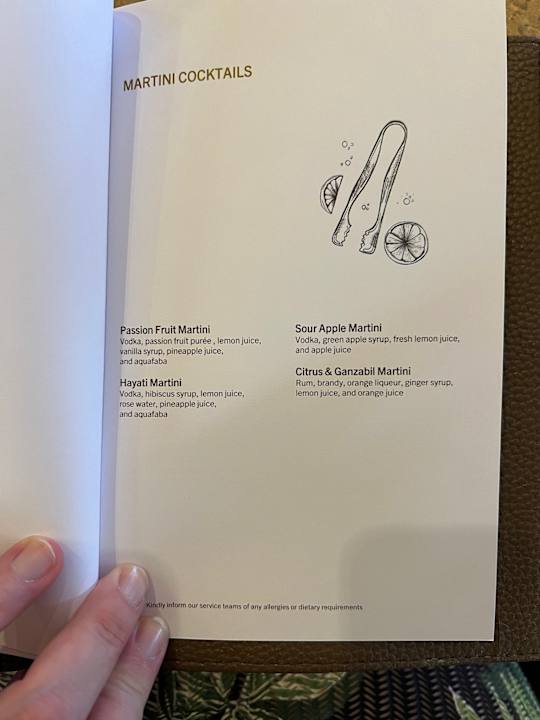 MARTINI COCKTAILS
Passion Fruit Martini
Vodka, passion fruit purée , lemon juice,
vanilla syrup, pineapple juice,
and aquafaba
Hayati Martini
Vodka, hibiscus syrup, lemon juice,
rose water, pineapple juice,
and aquafaba
Sour Apple Martini
Vodka, green apple syrup, fresh lemon juice,
and apple juice
Citrus & Ganzabil Martini
Rum, brandy, orange liqueur, ginger syrup,
lemon juice, and orange juice
Kindly inform our service teams of any allergies or dietary requirements